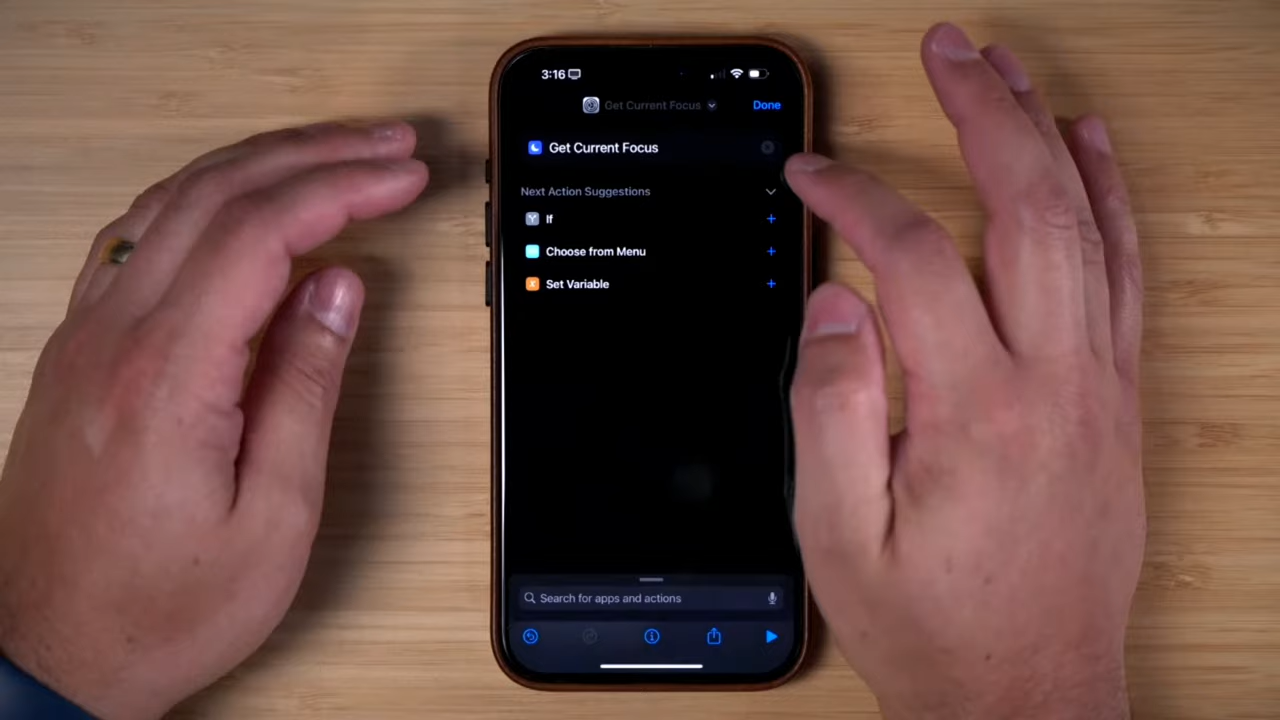 3:16
Get Current Focus
Done
Get Current Focus
Next Action Suggestions
If
Choose from Menu
Set Variable
Search for apps and actions